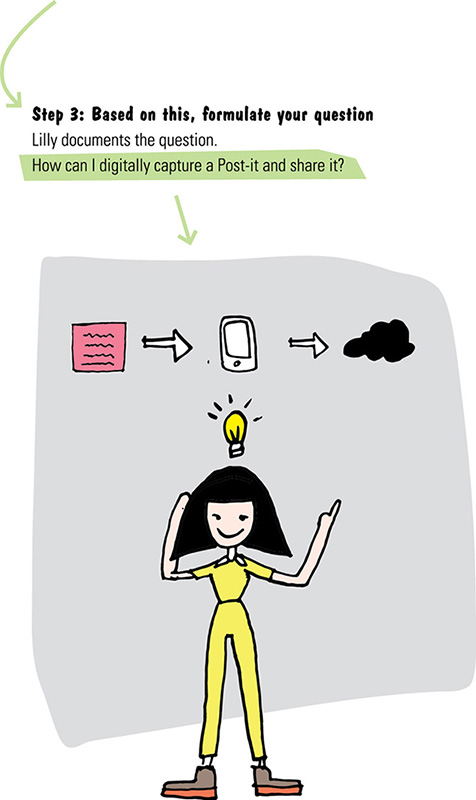 Step 3: Based on this, formulate your question
Lilly documents the question.
How can I digitally capture a Post-it and share it?